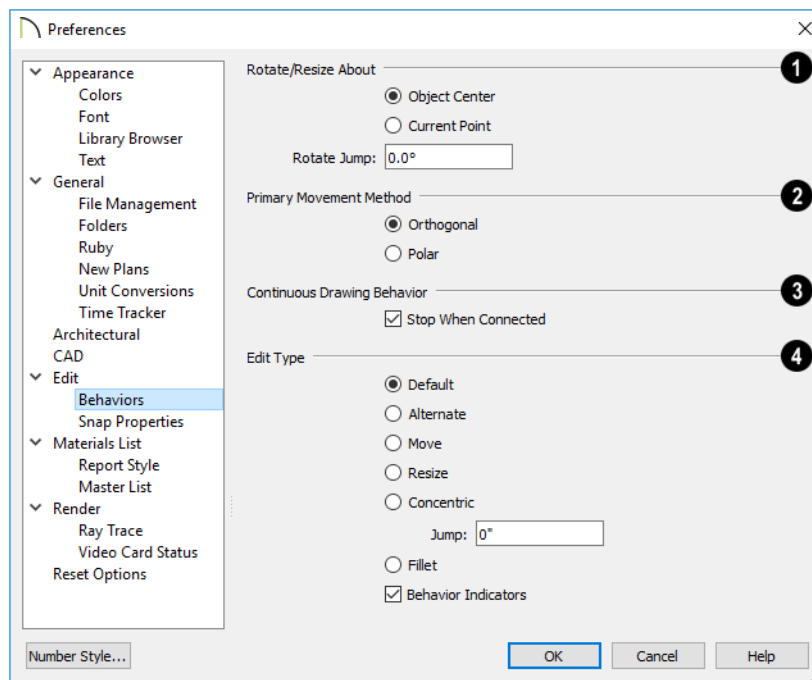 Preferences
Appearance
Colors
Font
Library Browser
Text
General
File Management
Folders
Ruby
New Plans
Unit Conversions
Time Tracker
Architectural
CAD
Edit
Behaviors
Snap Properties
Materials List
Report Style
Master List
Render
Ray Trace
Video Card Status
Reset Options
Rotate/Resize About 1
Object Center
Current Point
Rotate Jump: 0.0°
Primary Movement Method 2
Orthogonal
Polar
Continuous Drawing Behavior 3
Stop When Connected
Edit Type 4
Default
Alternate
Move
Resize
Concentric
Jump: 0"
Fillet
Behavior Indicators
Number Style... OK Cancel Help